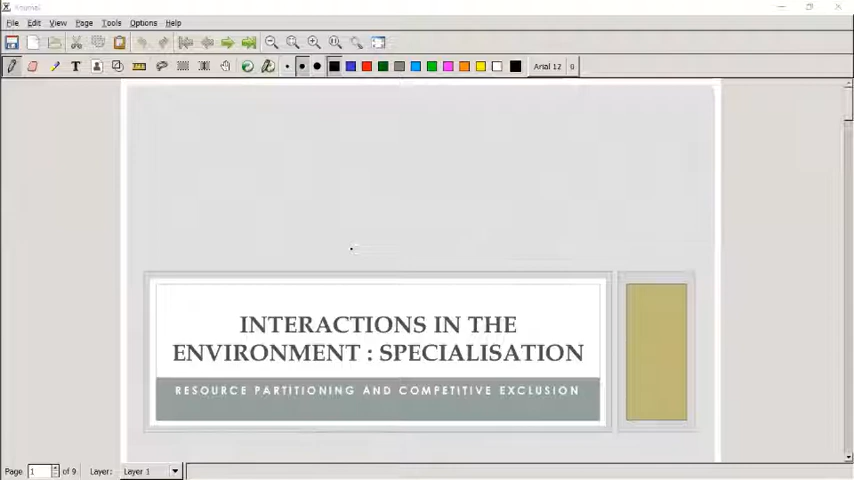 File Edit View Page Tools Options Help
T Arial 12
INTERACTIONS IN THE
ENVIRONMENT : SPECIALISATION
RESOURCE PARTITIONING AND COMPETITIVE EXCLUSION
Page 1 of 9 Layer: Layer 1